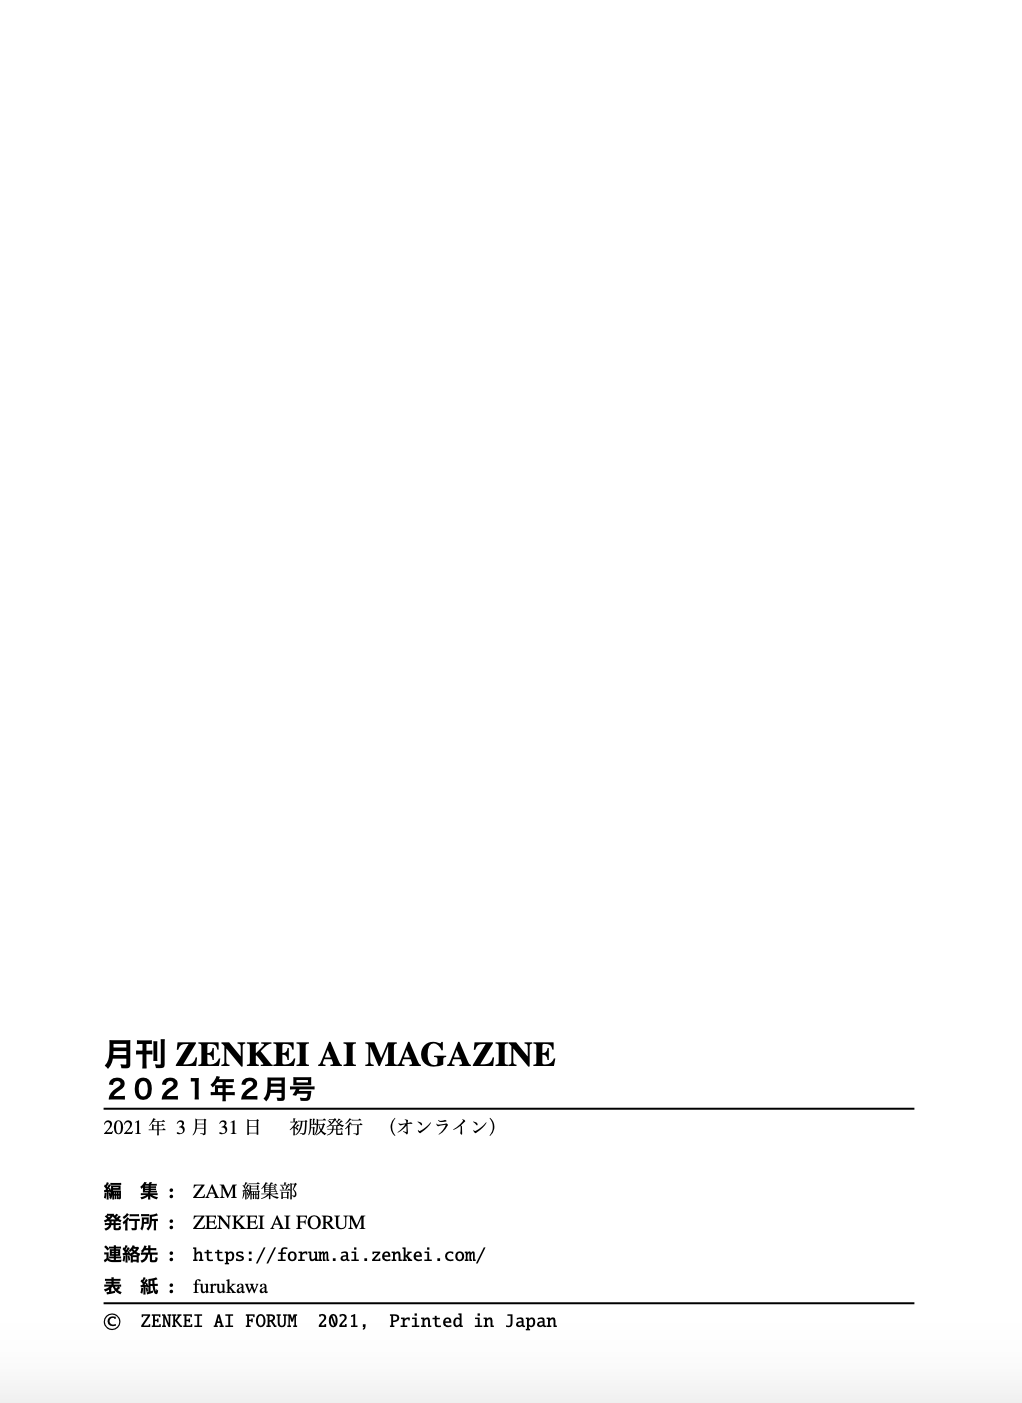 月刊 ZENKEI AI MAGAZINE
２０２１年２月号
2021 年 3 月 31 日　初版発行　（オンライン）
編　集 ： ZAM 編集部
発行所 ： ZENKEI AI FORUM
連絡先 ： https://forum.ai.zenkei.com/
表　紙 ： furukawa
© ZENKEI AI FORUM 2021, Printed in Japan